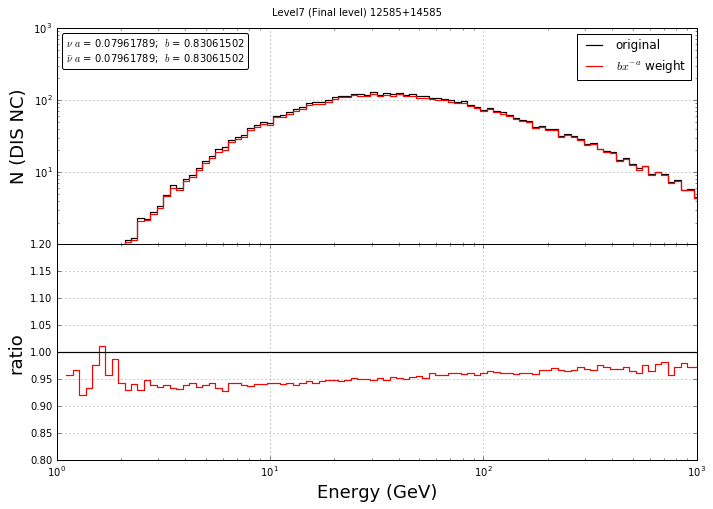 Level7 (Final level) 12585+14585
10³
ν a = 0.07961789; b = 0.83061502
ν̄ a = 0.07961789; b = 0.83061502
original
bx⁻ᵃ weight
10²
N (DIS NC)
10¹
1.20
1.15
1.10
1.05
1.00
ratio
0.95
0.90
0.85
0.80
10⁰ 10¹ 10² 10³
Energy (GeV)